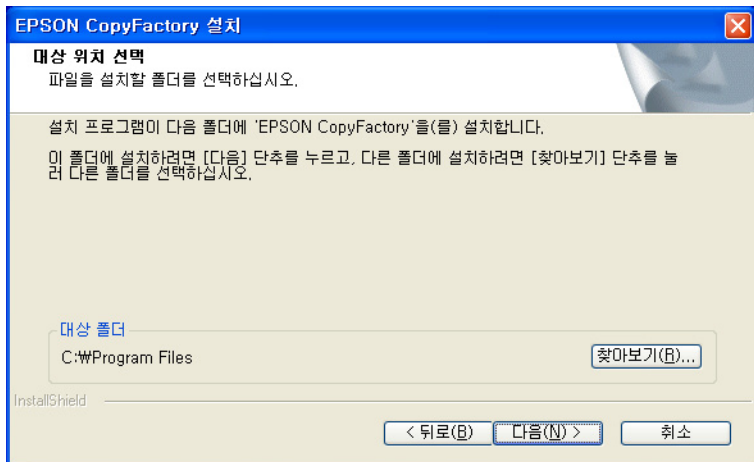 EPSON CopyFactory 설치
대상 위치 선택
파일을 설치할 폴더를 선택하십시오.
설치 프로그램이 다음 폴더에 'EPSON CopyFactory'을(를) 설치합니다.
이 폴더에 설치하려면 [다음] 단추를 누르고, 다른 폴더에 설치하려면 [찾아보기] 단추를 눌
러 다른 폴더를 선택하십시오.
대상 폴더
C:₩Program Files
찾아보기(R)...
InstallShield
< 뒤로(B)
다음(N) >
취소